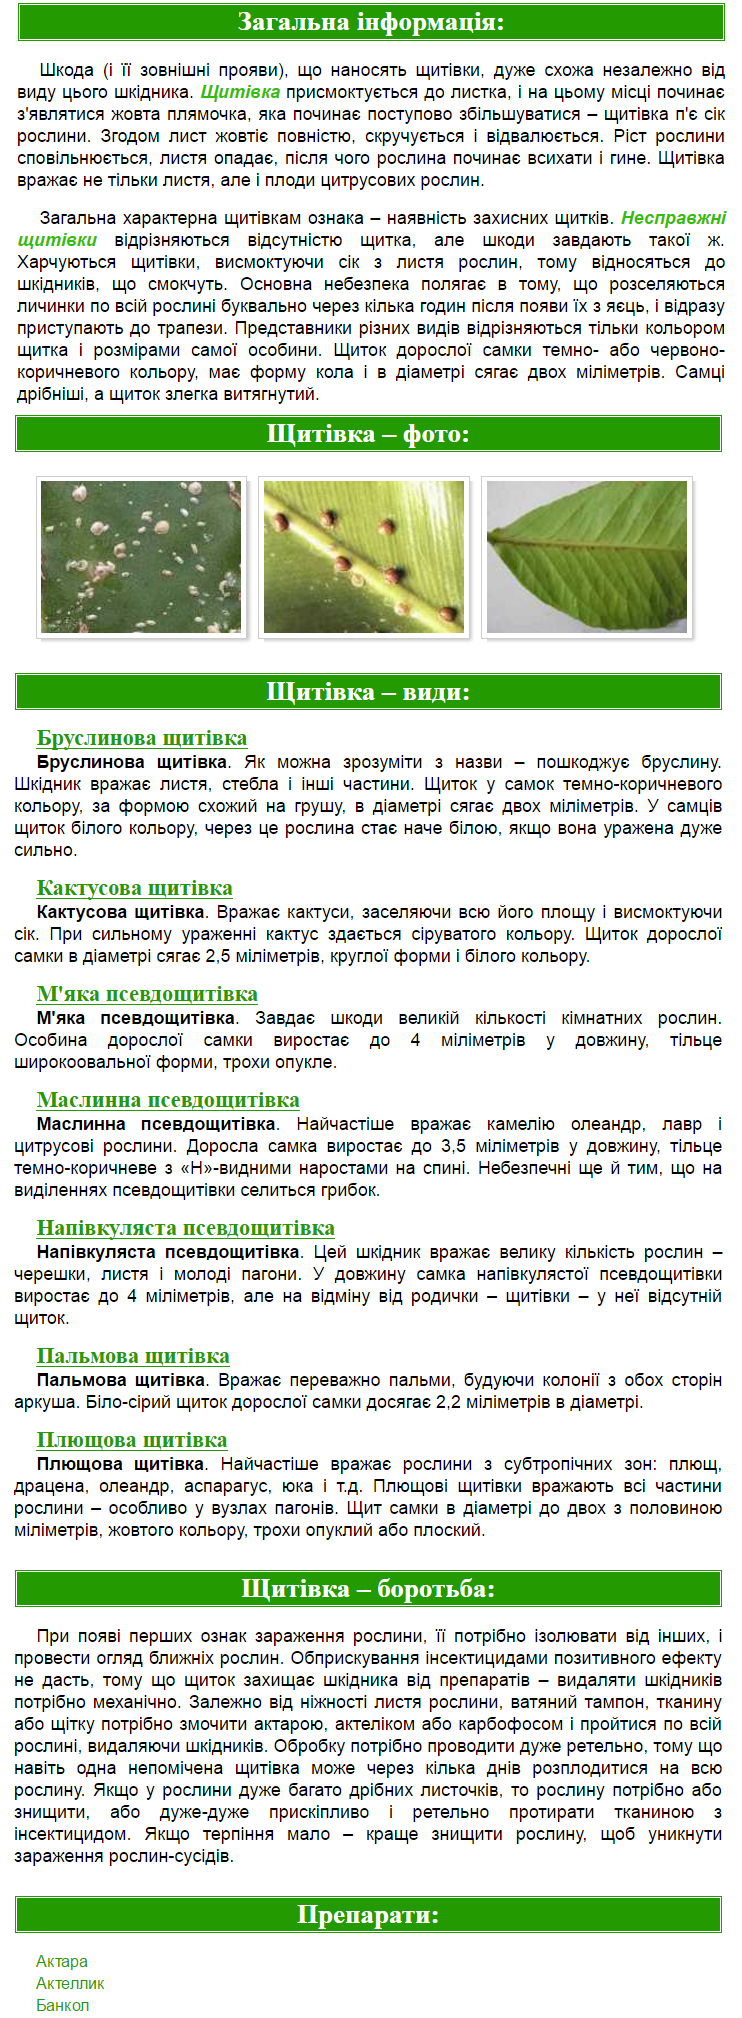 Загальна інформація:
Шкода (і її зовнішні прояви), що наносять щитівки, дуже схожа незалежно від
виду цього шкідника. Щитівка присмоктується до листка, і на цьому місці починає
з'являтися жовта плямочка, яка починає поступово збільшуватися – щитівка п'є сік
рослини. Згодом лист жовтіє повністю, скручується і відвалюється. Ріст рослини
сповільнюється, листя опадає, після чого рослина починає всихати і гине. Щитівка
вражає не тільки листя, але і плоди цитрусових рослин.
Загальна характерна щитівкам ознака – наявність захисних щитків. Несправжні
щитівки відрізняються відсутністю щитка, але шкоди завдають такої ж.
Харчуються щитівки, висмоктуючи сік з листя рослин, тому відносяться до
шкідників, що смокчуть. Основна небезпека полягає в тому, що розселяються
личинки по всій рослині буквально через кілька годин після появи їх з яєць, і відразу
приступають до трапези. Представники різних видів відрізняються тільки кольором
щитка і розмірами самої особини. Щиток дорослої самки темно- або червоно-
коричневого кольору, має форму кола і в діаметрі сягає двох міліметрів. Самці
дрібніші, а щиток злегка витягнутий.
Щитівка – фото:
Щитівка – види:
Бруслинова щитівка
Бруслинова щитівка. Як можна зрозуміти з назви – пошкоджує бруслину.
Шкідник вражає листя, стебла і інші частини. Щиток у самок темно-коричневого
кольору, за формою схожий на грушу, в діаметрі сягає двох міліметрів. У самців
щиток білого кольору, через це рослина стає наче білою, якщо вона уражена дуже
сильно.
Кактусова щитівка
Кактусова щитівка. Вражає кактуси, заселяючи всю його площу і висмоктуючи
сік. При сильному ураженні кактус здається сіруватого кольору. Щиток дорослої
самки в діаметрі сягає 2,5 міліметрів, круглої форми і білого кольору.
М'яка псевдощитівка
М'яка псевдощитівка. Завдає шкоди великій кількості кімнатних рослин.
Особина дорослої самки виростає до 4 міліметрів у довжину, тільце
широкоовальної форми, трохи опукле.
Маслинна псевдощитівка
Маслинна псевдощитівка. Найчастіше вражає камелію олеандр, лавр і
цитрусові рослини. Доросла самка виростає до 3,5 міліметрів у довжину, тільце
темно-коричневе з «Н»-видними наростами на спині. Небезпечні ще й тим, що на
виділеннях псевдощитівки селиться грибок.
Напівкуляста псевдощитівка
Напівкуляста псевдощитівка. Цей шкідник вражає велику кількість рослин –
черешки, листя і молоді пагони. У довжину самка напівкулястої псевдощитівки
виростає до 4 міліметрів, але на відміну від родички – щитівки – у неї відсутній
щиток.
Пальмова щитівка
Пальмова щитівка. Вражає переважно пальми, будуючи колонії з обох сторін
аркуша. Біло-сірий щиток дорослої самки досягає 2,2 міліметрів в діаметрі.
Плющова щитівка
Плющова щитівка. Найчастіше вражає рослини з субтропічних зон: плющ,
драцена, олеандр, аспарагус, юка і т.д. Плющові щитівки вражають всі частини
рослини – особливо у вузлах пагонів. Щит самки в діаметрі до двох з половиною
міліметрів, жовтого кольору, трохи опуклий або плоский.
Щитівка – боротьба:
При появі перших ознак зараження рослини, її потрібно ізолювати від інших, і
провести огляд ближніх рослин. Обприскування інсектицидами позитивного ефекту
не дасть, тому що щиток захищає шкідника від препаратів – видаляти шкідників
потрібно механічно. Залежно від ніжності листя рослини, ватяний тампон, тканину
або щітку потрібно змочити актарою, актеліком або карбофосом і пройтися по всій
рослині, видаляючи шкідників. Обробку потрібно проводити дуже ретельно, тому що
навіть одна непомічена щитівка може через кілька днів розплодитися на всю
рослину. Якщо у рослини дуже багато дрібних листочків, то рослину потрібно або
знищити, або дуже-дуже прискіпливо і ретельно протирати тканиною з
інсектицидом. Якщо терпіння мало – краще знищити рослину, щоб уникнути
зараження рослин-сусідів.
Препарати:
Актара
Актеллик
Банкол